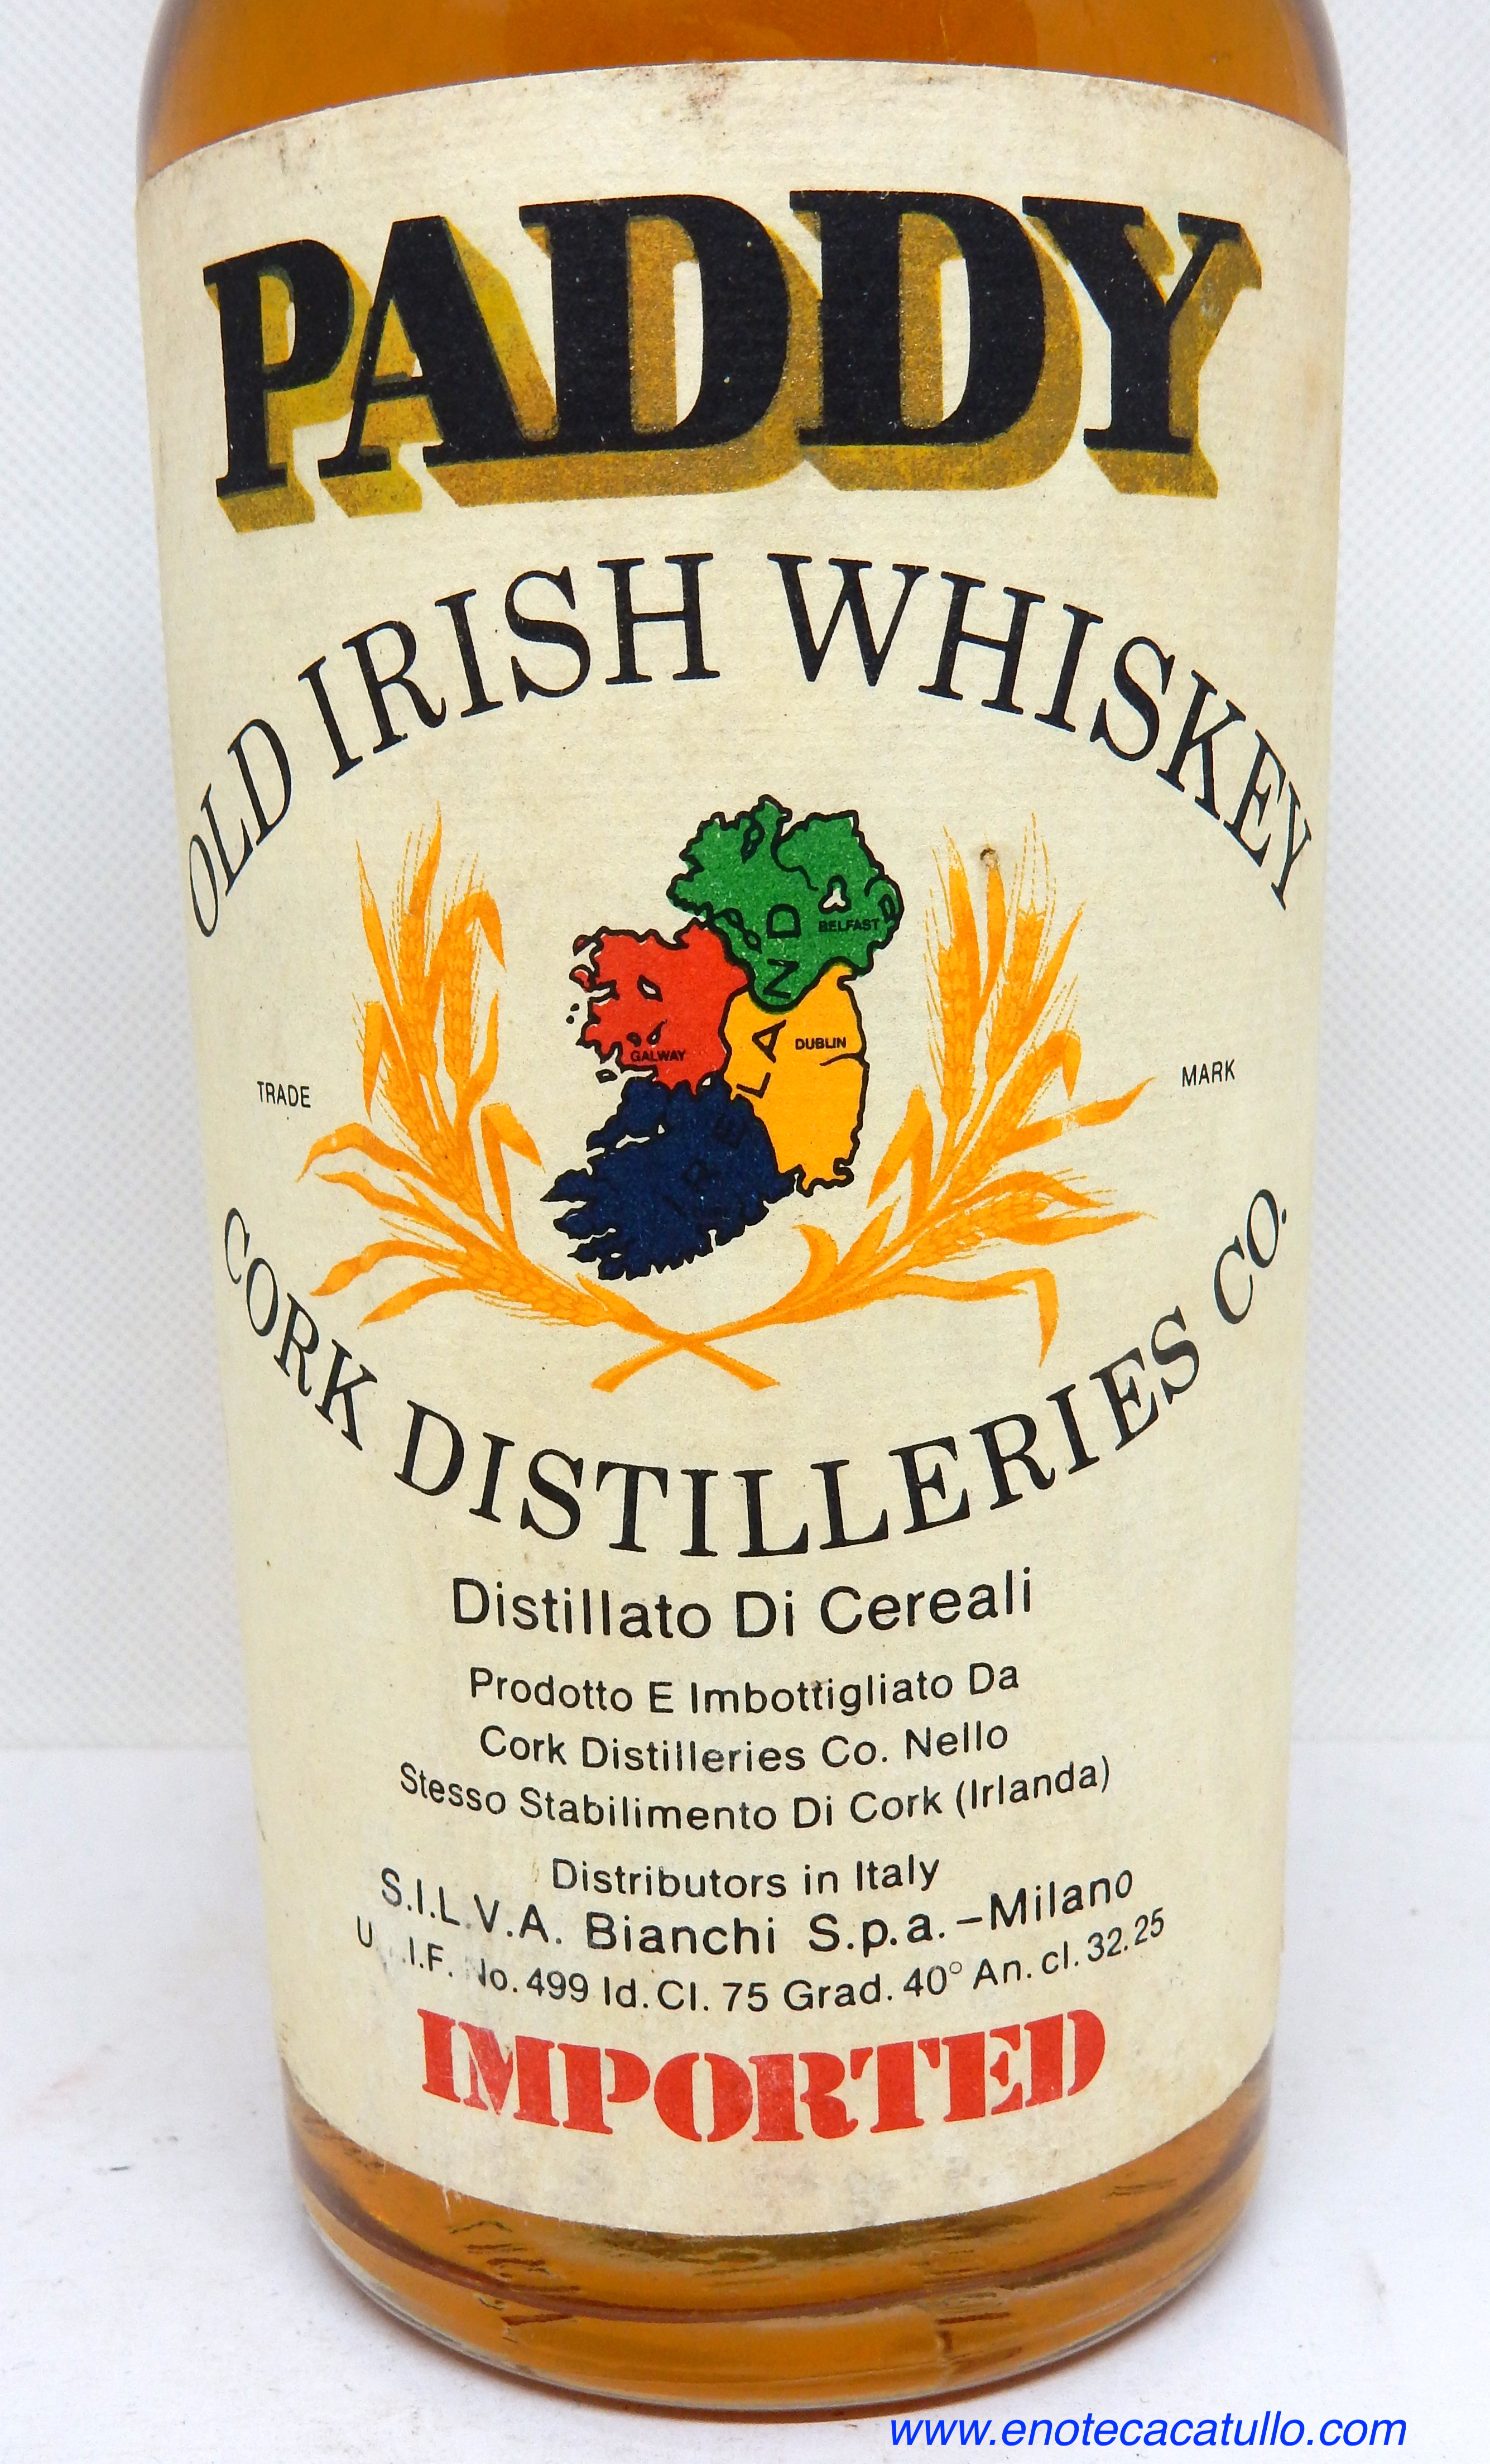 PADDY
OLD IRISH WHISKEY
BELFAST
GALWAY
DUBLIN
IRELAND
TRADE MARK
CORK DISTILLERIES CO.
Distillato Di Cereali
Prodotto E Imbottigliato Da
Cork Distilleries Co. Nello
Stesso Stabilimento Di Cork (Irlanda)
Distributors in Italy
S.I.L.V.A. Bianchi S.p.a.-Milano
No. 499 Id. Cl. 75 Grad. 40° An. cl. 32.25
IMPORTED
www.enotecacatullo.com